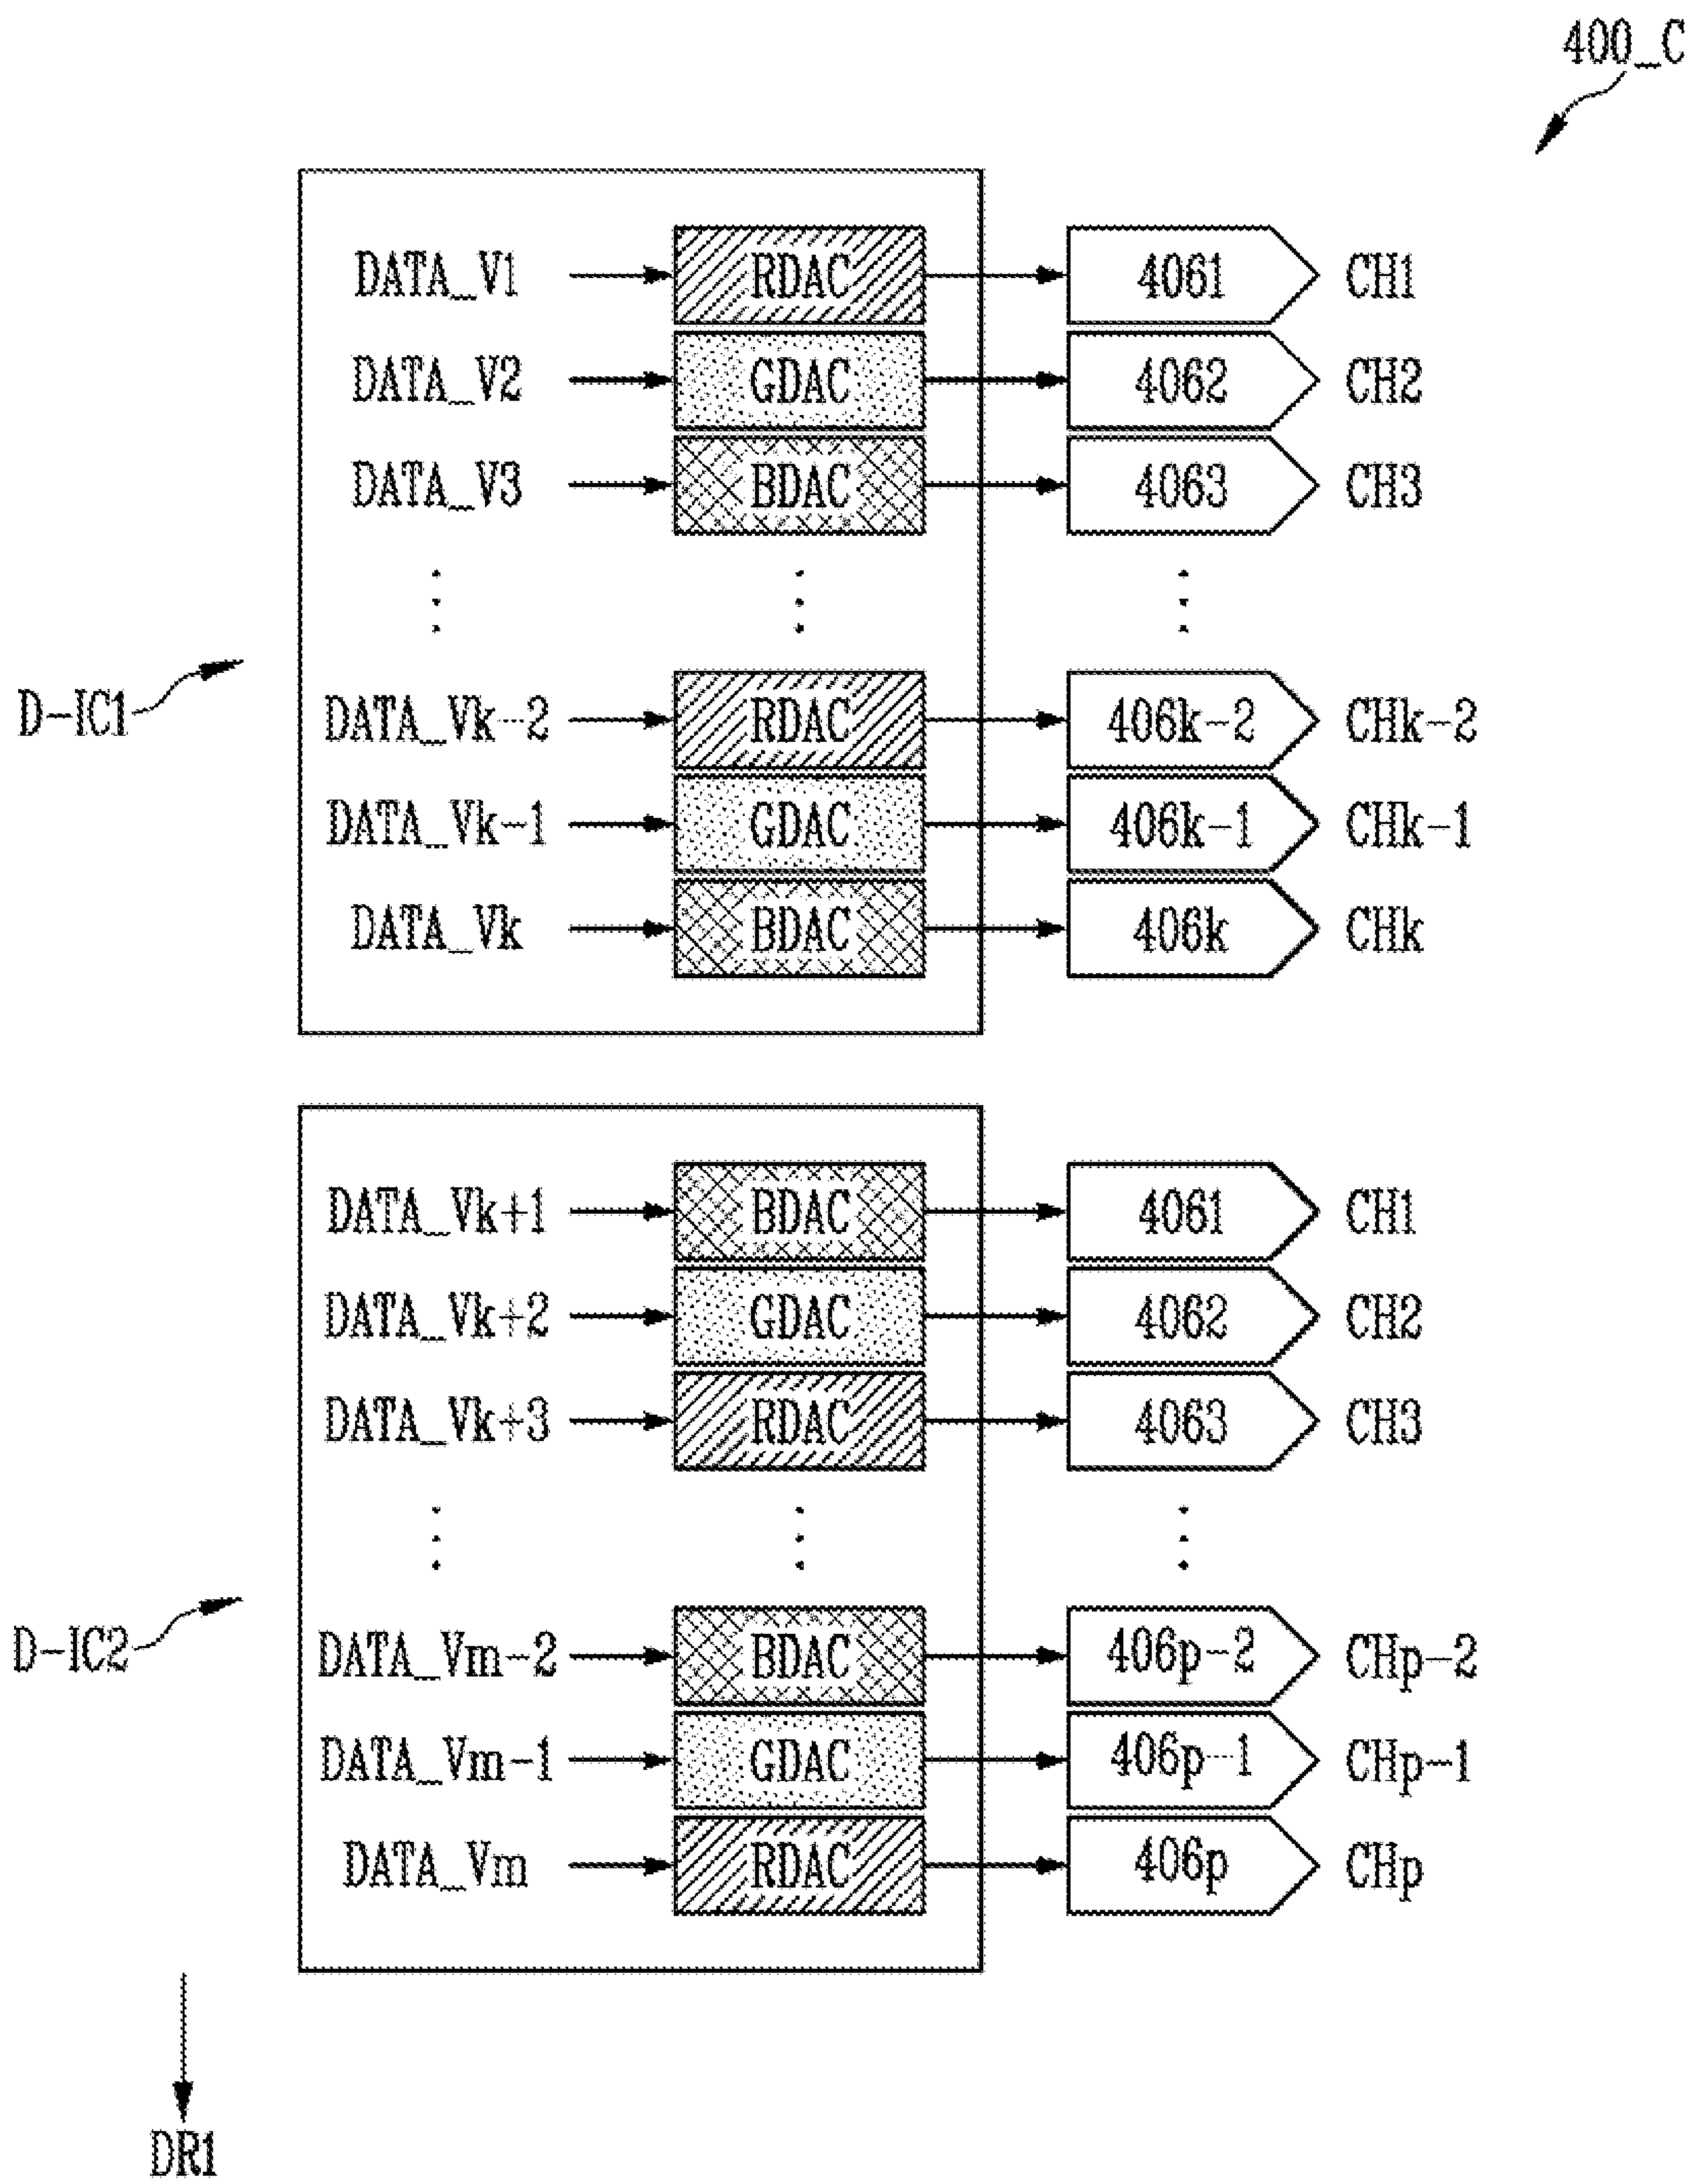 400_C
DATA_V1 RDAC 4061 CH1
DATA_V2 GDAC 4062 CH2
DATA_V3 BDAC 4063 CH3
D-IC1
DATA_Vk-2 RDAC 406k-2 CHk-2
DATA_Vk-1 GDAC 406k-1 CHk-1
DATA_Vk BDAC 406k CHk
DATA_Vk+1 BDAC 4061 CH1
DATA_Vk+2 GDAC 4062 CH2
DATA_Vk+3 RDAC 4063 CH3
D-IC2
DATA_Vm-2 BDAC 406p-2 CHp-2
DATA_Vm-1 GDAC 406p-1 CHp-1
DATA_Vm RDAC 406p CHp
DR1